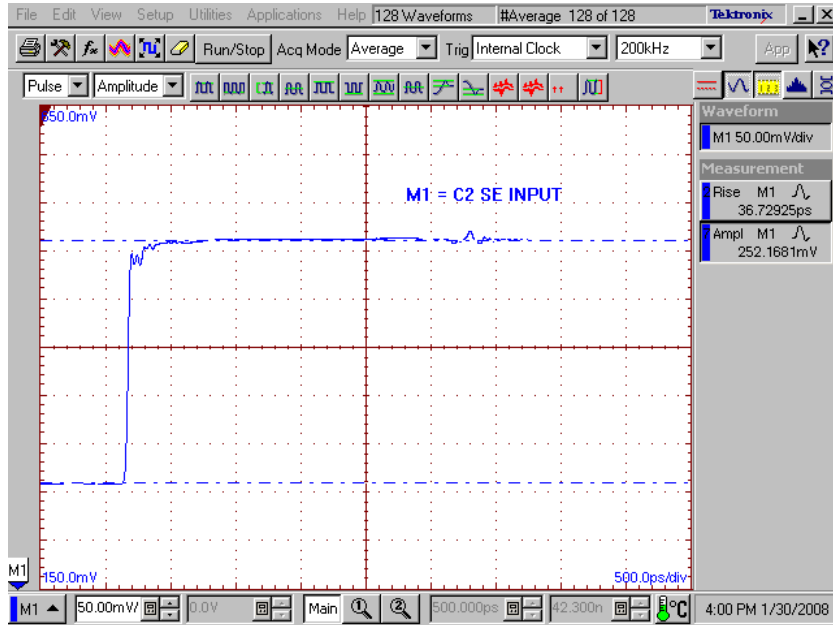 File Edit View Setup Utilities Applications Help 128 Waveforms #Average 128 of 128 Tektronix
Run/Stop Acq Mode Average Trig Internal Clock 200kHz App
Pulse Amplitude
Waveform
M1 50.00mV/div
Measurement
Rise M1
36.72925ps
Ampl M1
252.1681mV
650.0mV
M1 = C2 SE INPUT
M1
150.0mV 500.0ps/div
M1 50.00mV/ 0.0V Main 1 2 500.000ps 42.300n °C 4:00 PM 1/30/2008